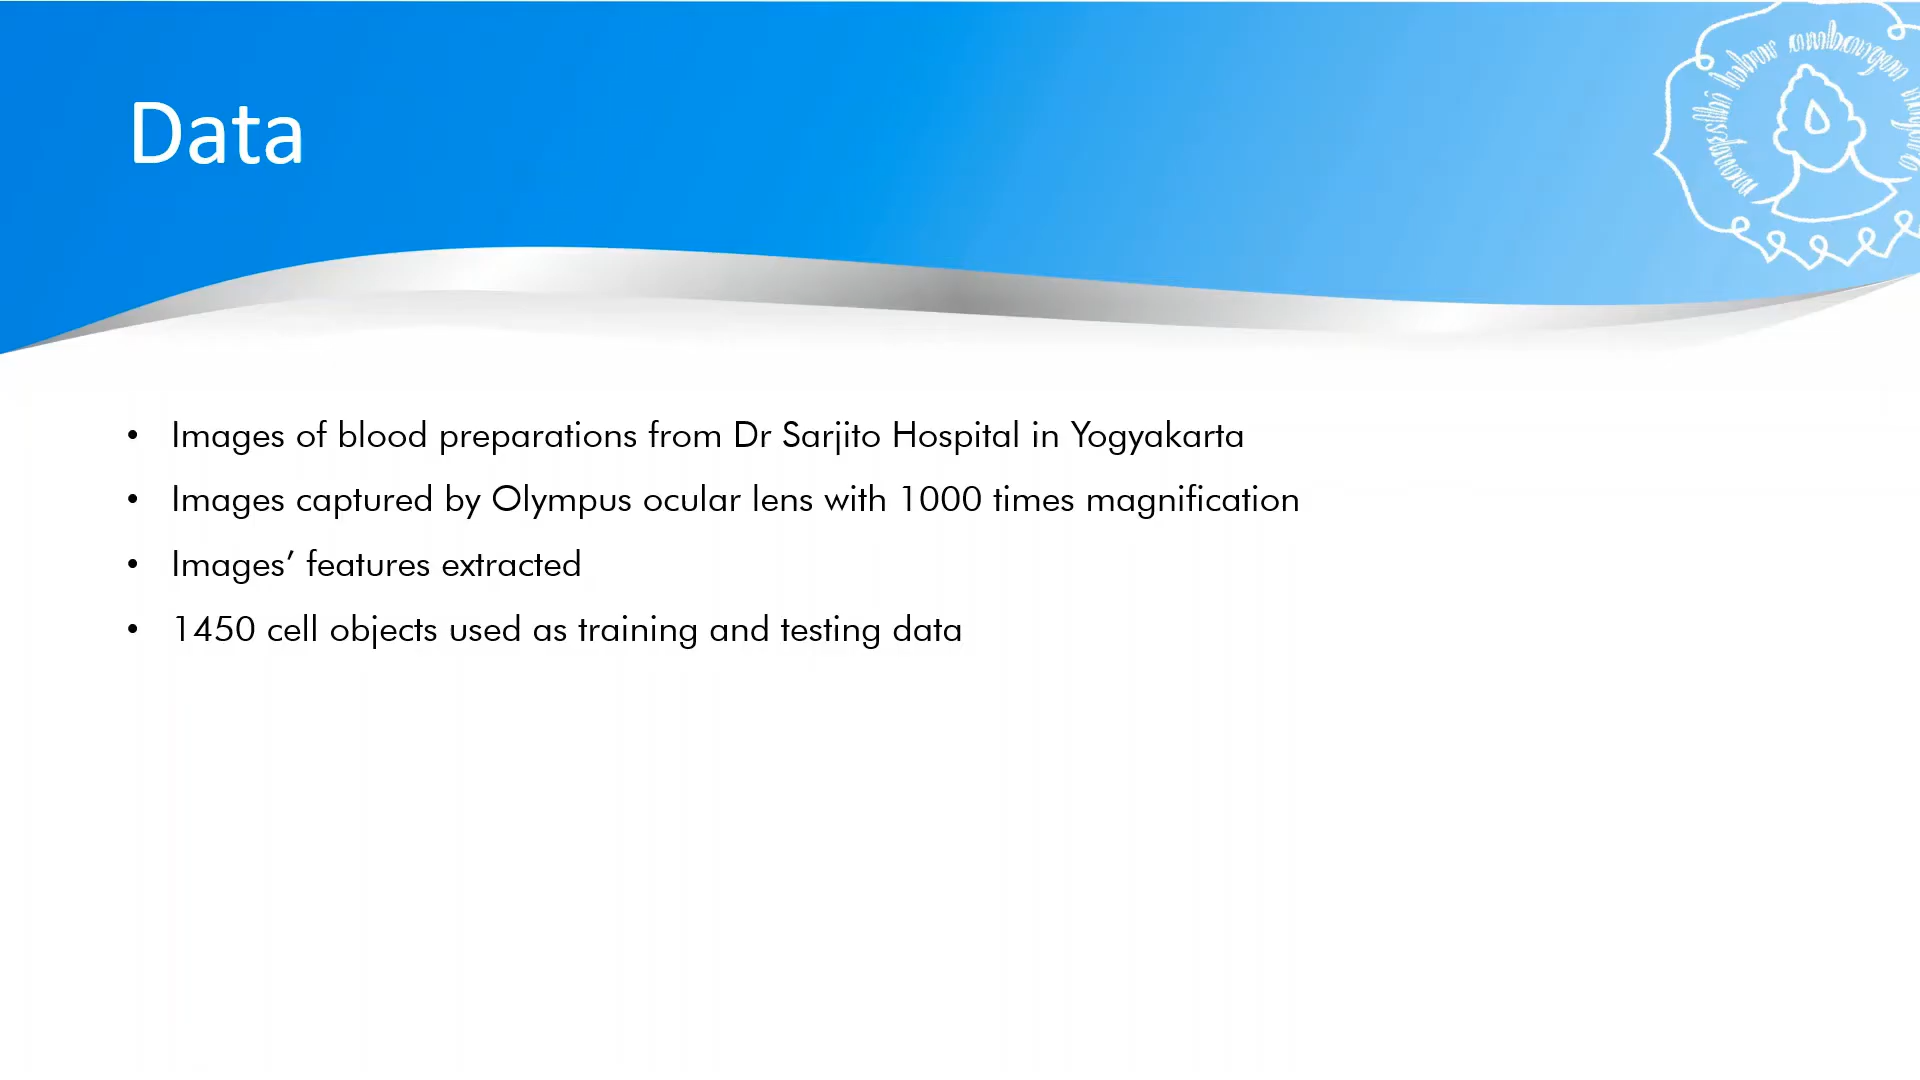 Data
• Images of blood preparations from Dr Sarjito Hospital in Yogyakarta
• Images captured by Olympus ocular lens with 1000 times magnification
• Images’ features extracted
• 1450 cell objects used as training and testing data